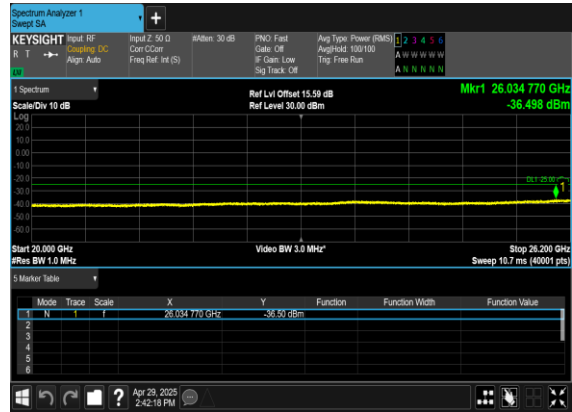 Spectrum Analyzer 1
Swept SA
+
KEYSIGHT Input: RF Input Z: 50 Ω #Atten: 30 dB PNO: Fast Avg Type: Power (RMS) 1 2 3 4 5 6
R T Coupling: DC Corr CCorr Gate: Off Avg|Hold: 100/100 A W W W W W
Align: Auto Freq Ref: Int (S) IF Gain: Low Trig: Free Run
Sig Track: Off A N N N N N
1 Spectrum Ref Lvl Offset 15.59 dB Mkr1 26.034 770 GHz
Scale/Div 10 dB Ref Level 30.00 dBm -36.498 dBm
Log
20.0
10.0
0.00
-10.0
-20.0
DL1 -25.00
-30.0
1
-40.0
-50.0
-60.0
Start 20.000 GHz Video BW 3.0 MHz* Stop 26.200 GHz
#Res BW 1.0 MHz Sweep 10.7 ms (40001 pts)
5 Marker Table
Mode Trace Scale X Y Function Function Width Function Value
1 N 1 f 26.034 770 GHz -36.50 dBm
2
3
4
5
6
? Apr 29, 2025
2:42:18 PM